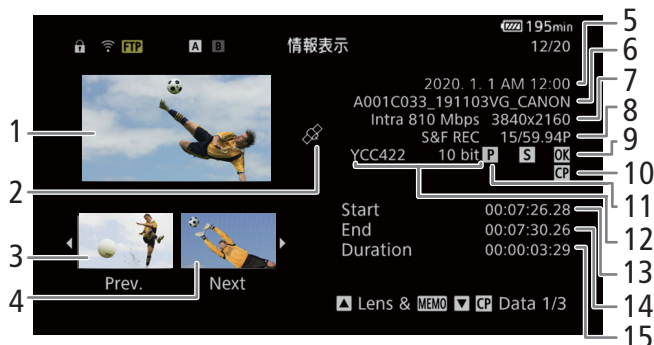 195min
FTP A B 情報表示 12/20
2020. 1. 1 AM 12:00
A001C033_191103VG_CANON
Intra 810 Mbps 3840x2160
S&F REC 15/59.94P
YCC422 10 bit P S OK
CP
Start 00:07:26.28
End 00:07:30.26
Duration 00:00:03:29
Prev. Next
Lens & MEMO CP Data 1/3
1
2
3
4
5
6
7
8
9
10
11
12
13
14
15